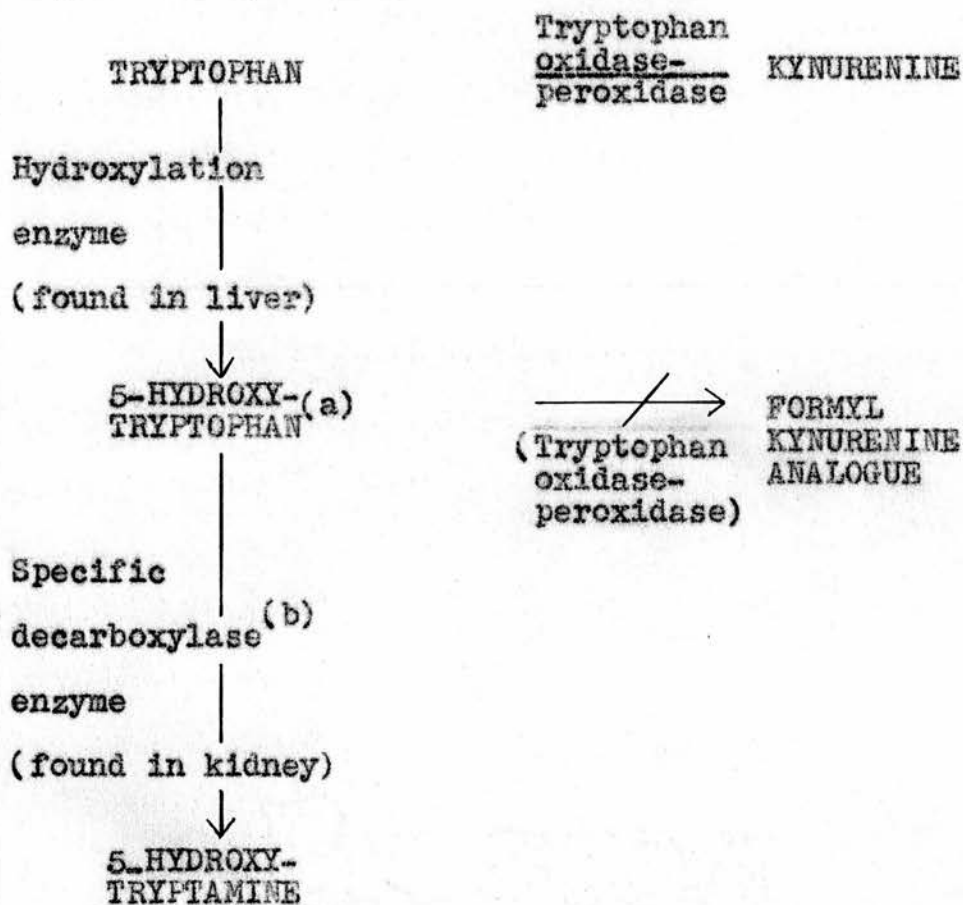 TRYPTOPHAN
Tryptophan
oxidase-
peroxidase
KYNURENINE
Hydroxylation
enzyme
(found in liver)
5-HYDROXY-
TRYPTOPHAN(a)
(Tryptophan
oxidase-
peroxidase)
FORMYL
KYNURENINE
ANALOGUE
Specific
decarboxylase(b)
enzyme
(found in kidney)
5-HYDROXY-
TRYPTAMINE